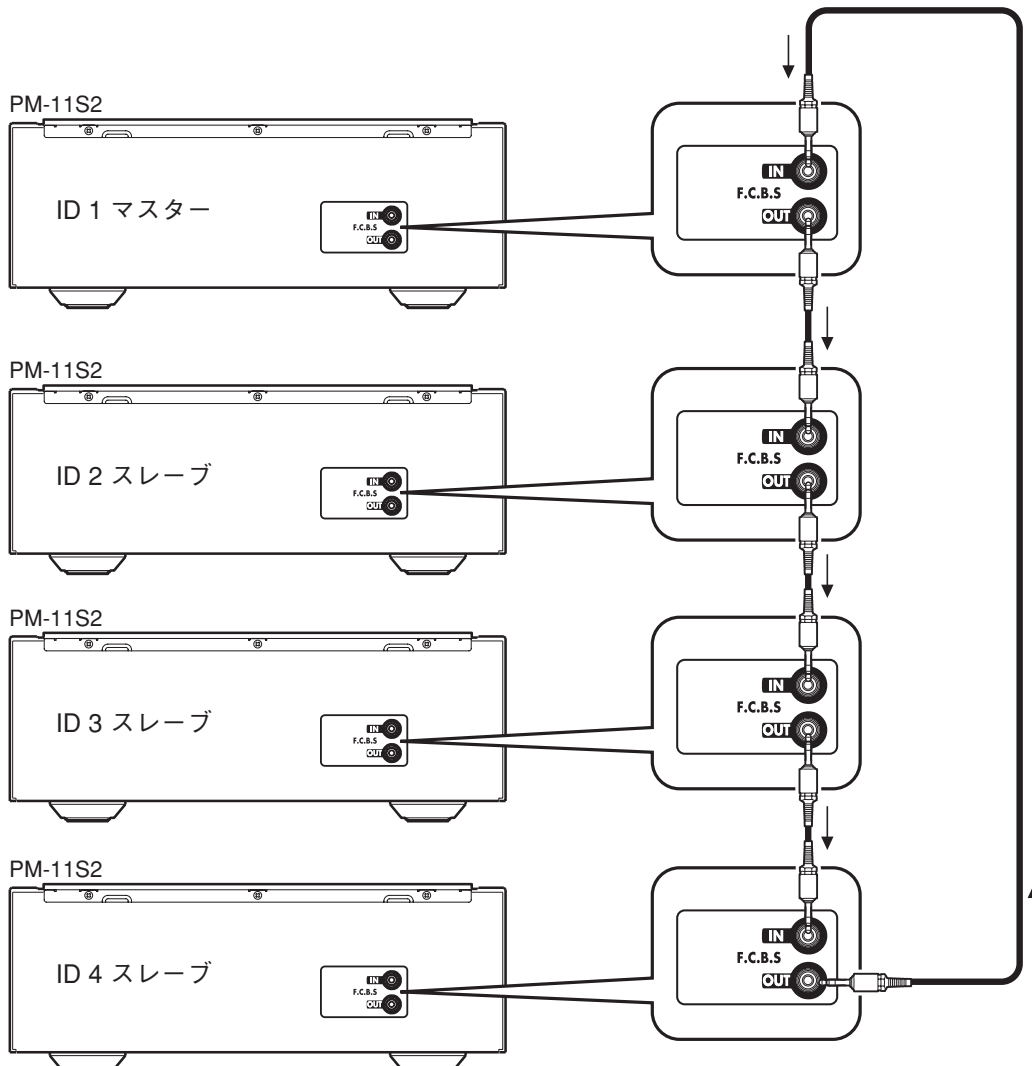 PM-11S2
ID 1 マスター
IN
F.C.B.S
OUT
IN
F.C.B.S
OUT
PM-11S2
ID 2 スレーブ
IN
F.C.B.S
OUT
IN
F.C.B.S
OUT
PM-11S2
ID 3 スレーブ
IN
F.C.B.S
OUT
IN
F.C.B.S
OUT
PM-11S2
ID 4 スレーブ
IN
F.C.B.S
OUT
IN
F.C.B.S
OUT